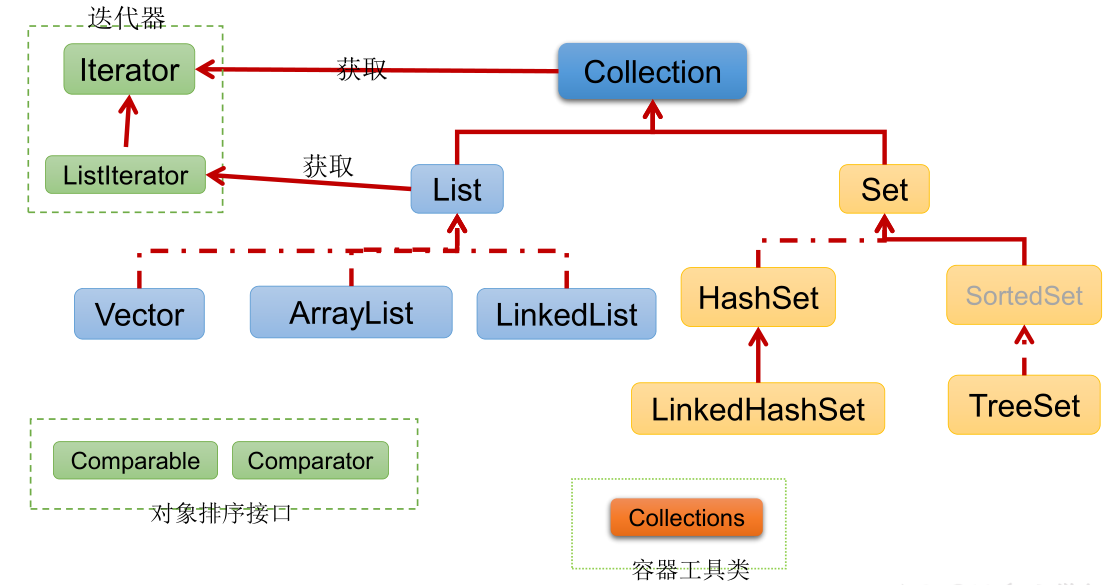 迭代器
Iterator
获取
Collection
ListIterator
获取
List
Set
Vector
ArrayList
LinkedList
HashSet
SortedSet
LinkedHashSet
TreeSet
Comparable
Comparator
对象排序接口
Collections
容器工具类